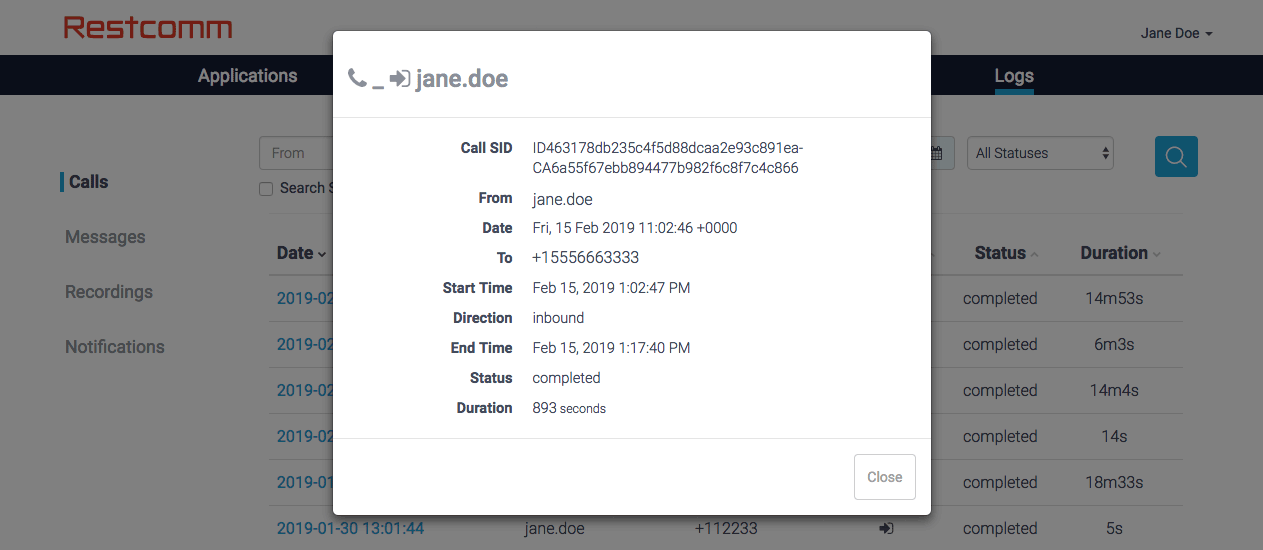 Restcomm
Jane Doe
Applications
Logs
_ jane.doe
Call SID ID463178db235c4f5d88dcaa2e93c891ea-
CA6a55f67ebb894477b982f6c8f7c4c866
From jane.doe
Date Fri, 15 Feb 2019 11:02:46 +0000
To +15556663333
Start Time Feb 15, 2019 1:02:47 PM
Direction inbound
End Time Feb 15, 2019 1:17:40 PM
Status completed
Duration 893 seconds
Close
Calls
Messages
Recordings
Notifications
From
All Statuses
Search S
Date Status Duration
2019-02 completed 14m53s
2019-02 completed 6m3s
2019-02 completed 14m4s
2019-02 completed 14s
2019-01 completed 18m33s
2019-01-30 13:01:44 jane.doe +112233 completed 5s